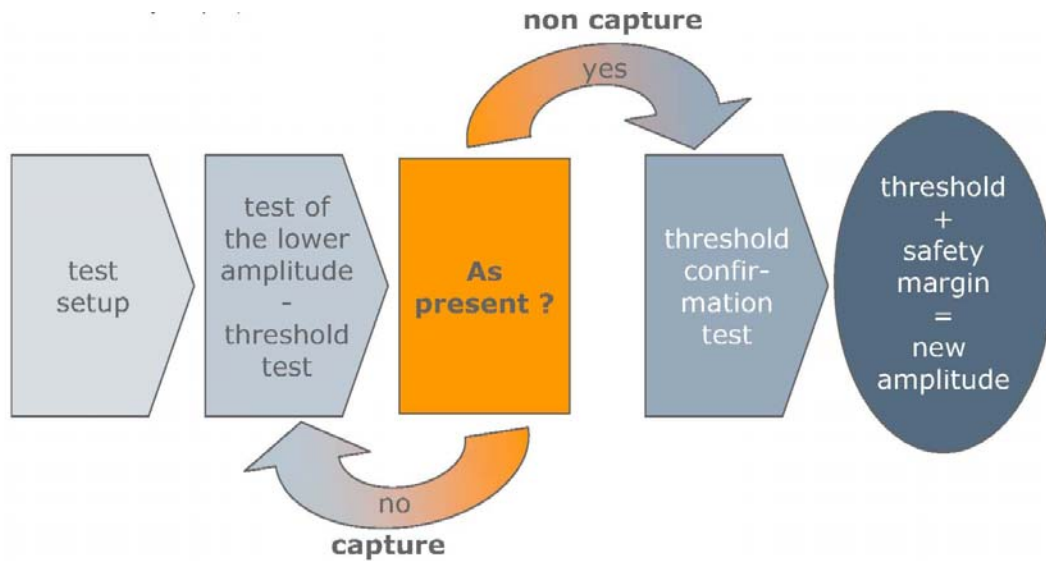 non capture
yes
test
setup
test of
the lower
amplitude
-
threshold
test
As
present ?
threshold
confir-
mation
test
threshold
+
safety
margin
=
new
amplitude
no
capture